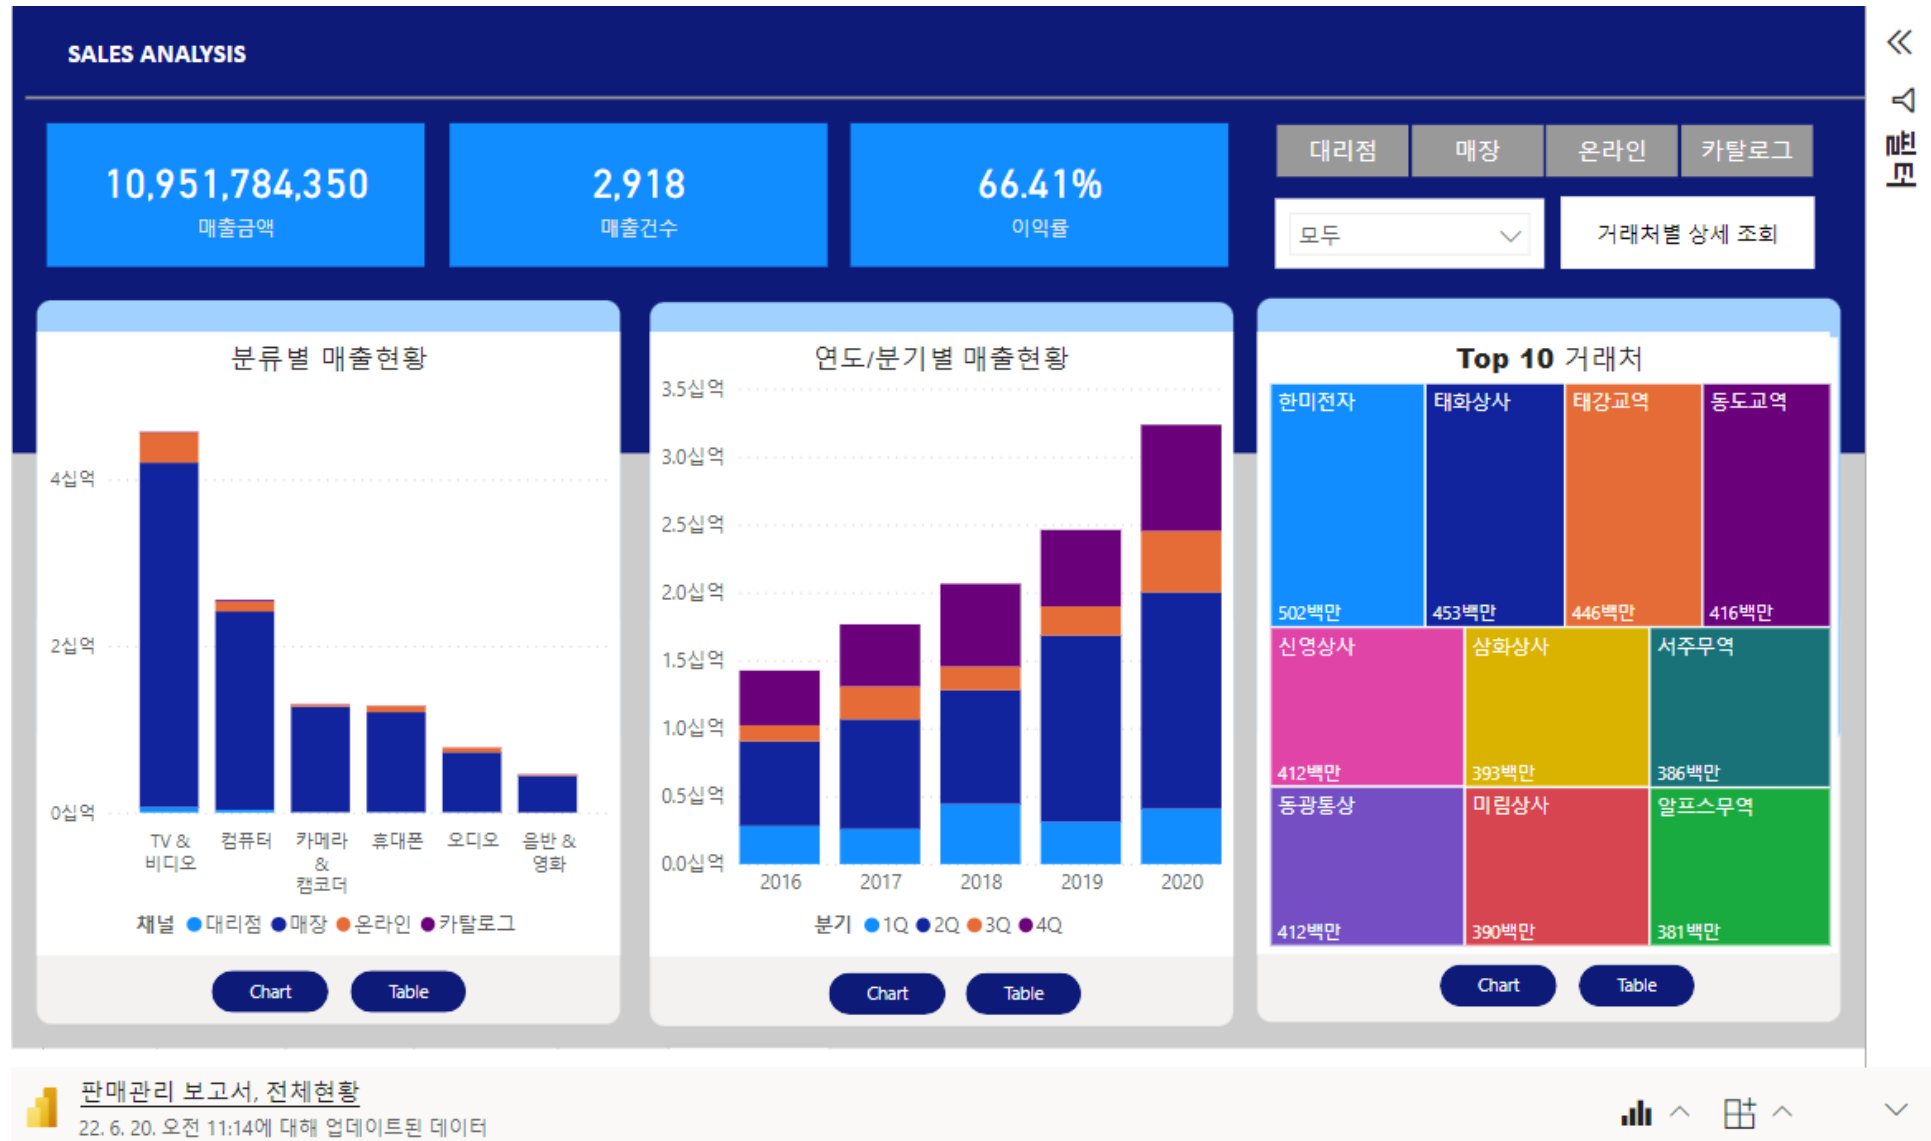 SALES ANALYSIS
필터
10,951,784,350
매출금액
2,918
매출건수
66.41%
이익률
대리점 매장 온라인 카탈로그
모두
거래처별 상세 조회
분류별 매출현황
4십억
2십억
0십억
TV & 비디오
컴퓨터
카메라 & 캠코더
휴대폰
오디오
음반 & 영화
채널 대리점 매장 온라인 카탈로그
Chart Table
연도/분기별 매출현황
3.5십억
3.0십억
2.5십억
2.0십억
1.5십억
1.0십억
0.5십억
0.0십억
2016 2017 2018 2019 2020
분기 1Q 2Q 3Q 4Q
Chart Table
Top 10 거래처
한미전자 태화상사 태강교역 동도교역
502백만 453백만 446백만 416백만
신영상사 삼화상사 서주무역
412백만 393백만 386백만
동광통상 미림상사 알프스무역
412백만 390백만 381백만
Chart Table
판매관리 보고서, 전체현황
22. 6. 20. 오전 11:14에 대해 업데이트된 데이터